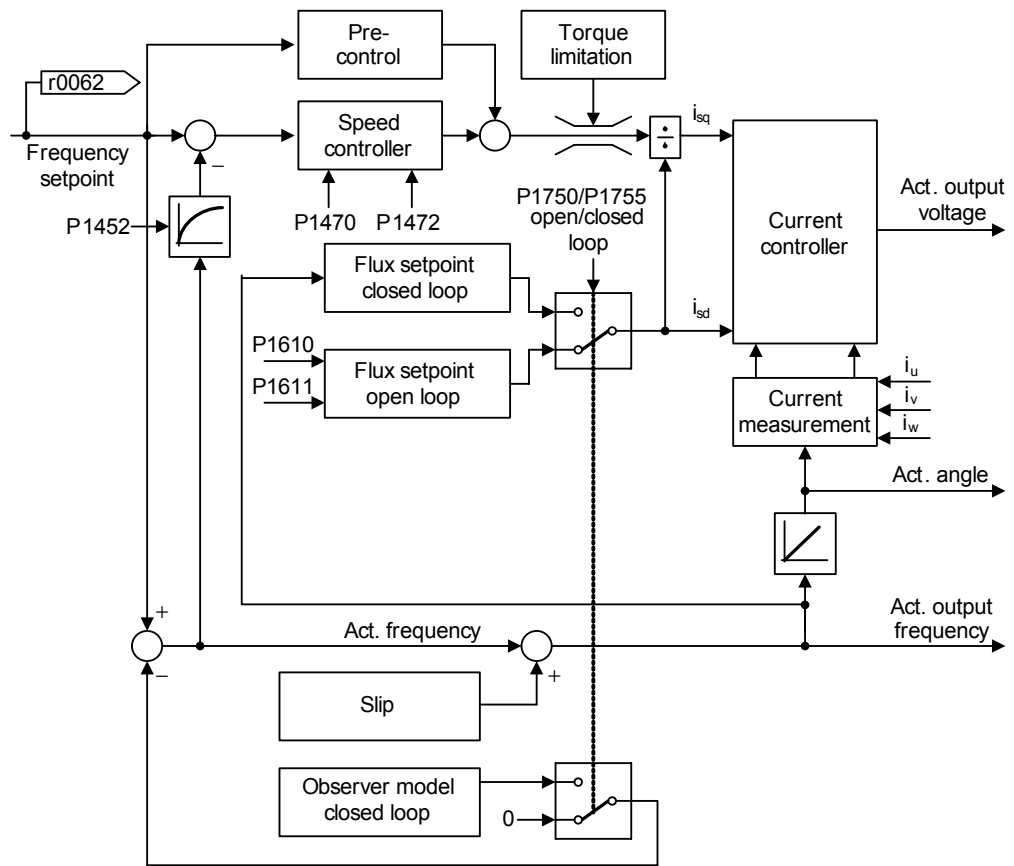 Pre-
control
Torque
limitation
r0062
Frequency
setpoint
−
Speed
controller
÷
isq
P1452
P1470
P1472
P1750/P1755
open/closed
loop
Current
controller
Act. output
voltage
Flux setpoint
closed loop
isd
P1610
P1611
Flux setpoint
open loop
Current
measurement
iu
iv
iw
Act. angle
+
−
Act. frequency
+
Act. output
frequency
Slip
Observer model
closed loop
0